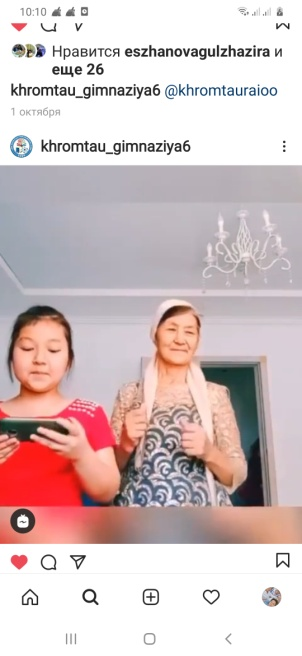 10:10
Нравится eszhanovagulzhazira и
еще 26
khromtau_gimnaziya6 @khromtauraioo
1 октября
khromtau_gimnaziya6